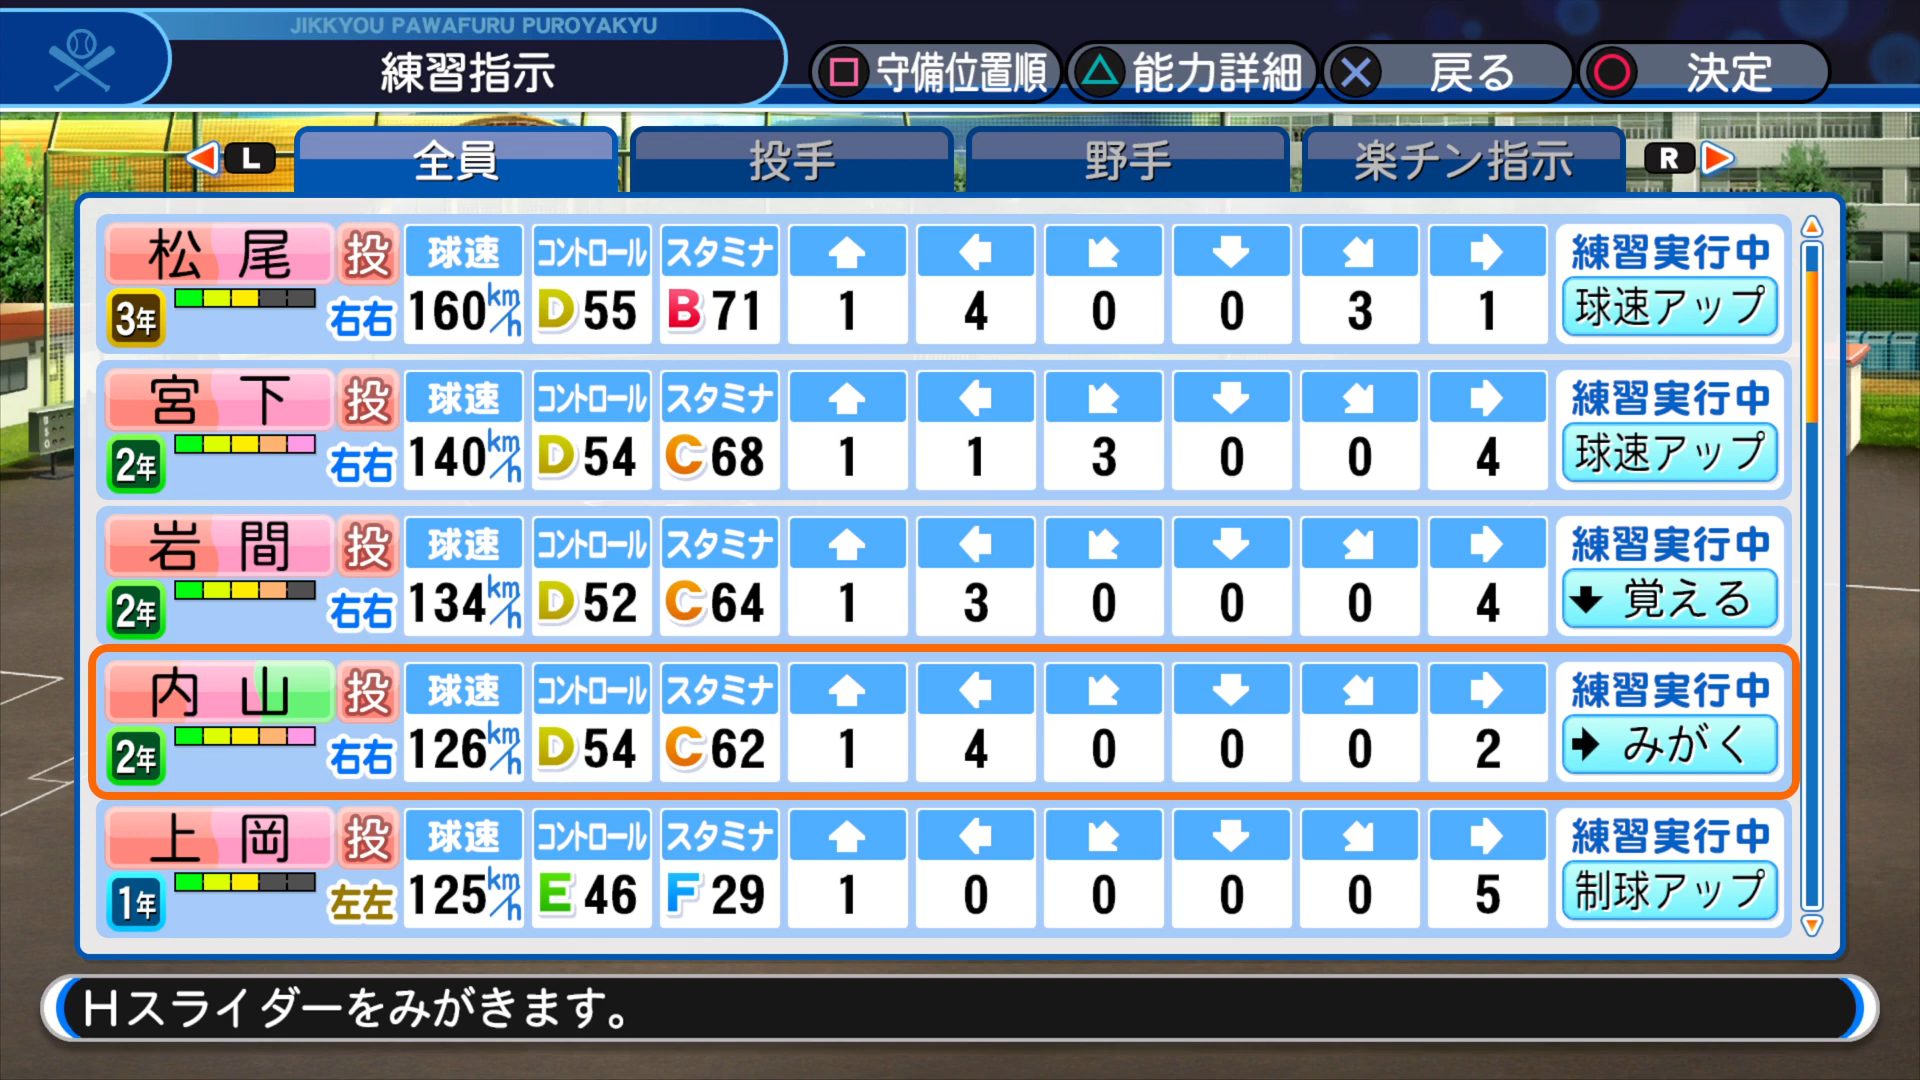 JIKKYOU PAWAFURU PUROYAKYU
練習指示
守備位置順 能力詳細 戻る 決定
L 全員 投手 野手 楽チン指示 R
松尾 投 球速 コントロール スタミナ 練習実行中
3年 右右 160km/h D55 B71 1 4 0 0 3 1 球速アップ
宮下 投 球速 コントロール スタミナ 練習実行中
2年 右右 140km/h D54 C68 1 1 3 0 0 4 球速アップ
岩間 投 球速 コントロール スタミナ 練習実行中
2年 右右 134km/h D52 C64 1 3 0 0 0 4 覚える
内山 投 球速 コントロール スタミナ 練習実行中
2年 右右 126km/h D54 C62 1 4 0 0 0 2 みがく
上岡 投 球速 コントロール スタミナ 練習実行中
1年 左左 125km/h E46 F29 1 0 0 0 0 5 制球アップ
Hスライダーをみがきます。